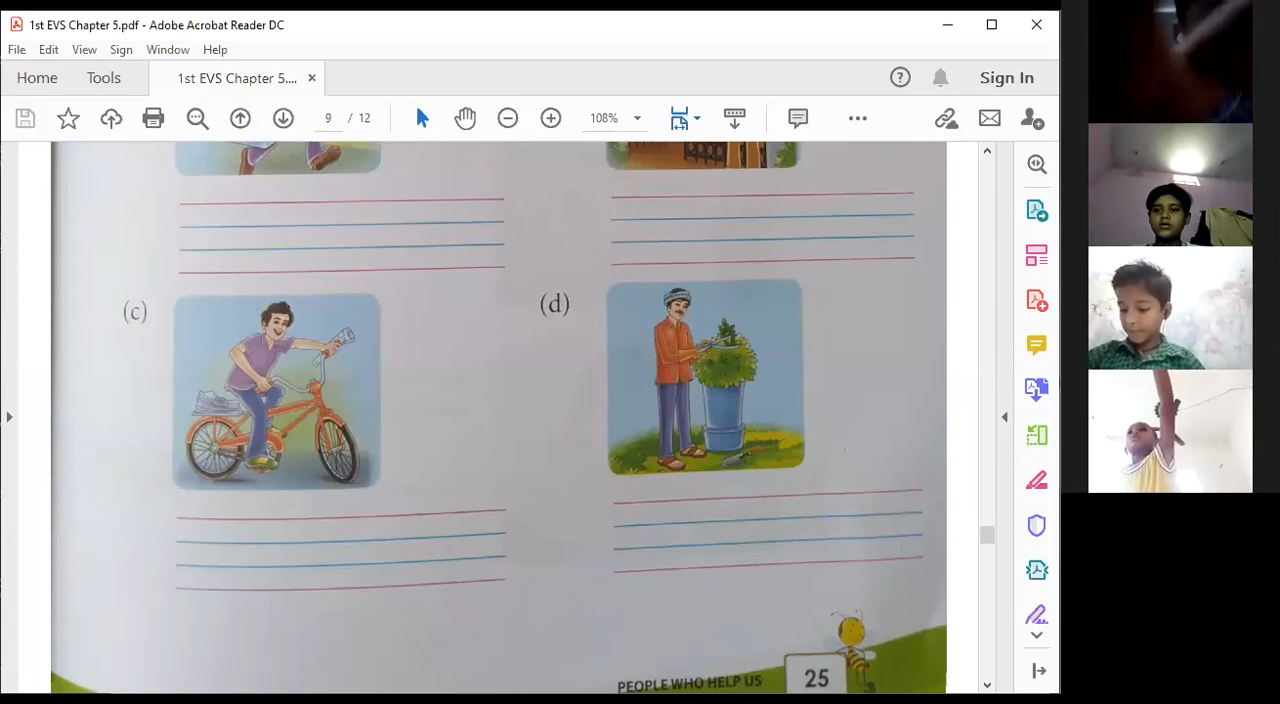 1st EVS Chapter 5.pdf - Adobe Acrobat Reader DC
File Edit View Sign Window Help
Home Tools 1st EVS Chapter 5.... × Sign In
9 / 12 108%
(c) (d)
PEOPLE WHO HELP US 25